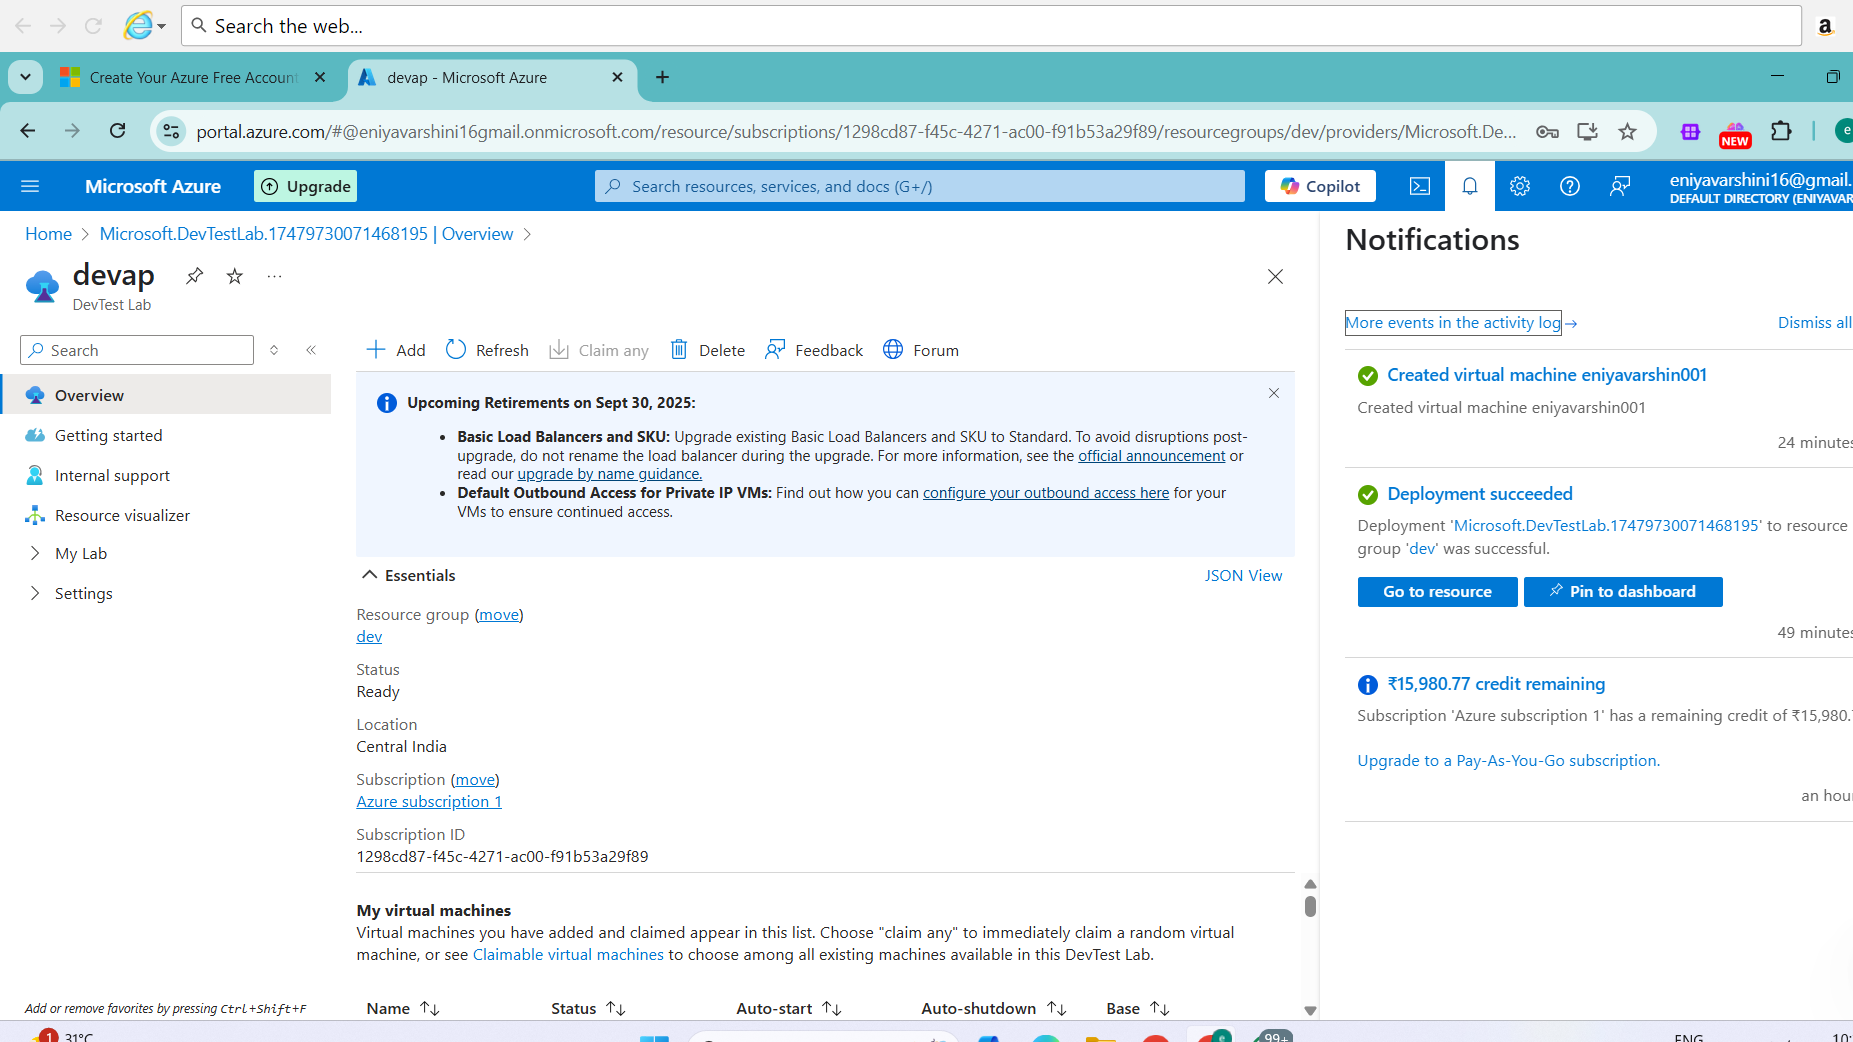 Search the web...
a
Create Your Azure Free Account
devap - Microsoft Azure
portal.azure.com/#@eniyavarshini16gmail.onmicrosoft.com/resource/subscriptions/1298cd87-f45c-4271-ac00-f91b53a29f89/resourcegroups/dev/providers/Microsoft.De...
NEW
e
Microsoft Azure
Upgrade
Search resources, services, and docs (G+/)
Copilot
eniyavarshini16@gmail.
DEFAULT DIRECTORY (ENIYAVAR
Home > Microsoft.DevTestLab.17479730071468195 | Overview >
devap
DevTest Lab
Search
Overview
Getting started
Internal support
Resource visualizer
My Lab
Settings
Add or remove favorites by pressing Ctrl+Shift+F
Add
Refresh
Claim any
Delete
Feedback
Forum
Upcoming Retirements on Sept 30, 2025:
• Basic Load Balancers and SKU: Upgrade existing Basic Load Balancers and SKU to Standard. To avoid disruptions post-
upgrade, do not rename the load balancer during the upgrade. For more information, see the official announcement or
read our upgrade by name guidance.
• Default Outbound Access for Private IP VMs: Find out how you can configure your outbound access here for your
VMs to ensure continued access.
Essentials
JSON View
Resource group (move)
dev
Status
Ready
Location
Central India
Subscription (move)
Azure subscription 1
Subscription ID
1298cd87-f45c-4271-ac00-f91b53a29f89
My virtual machines
Virtual machines you have added and claimed appear in this list. Choose "claim any" to immediately claim a random virtual
machine, or see Claimable virtual machines to choose among all existing machines available in this DevTest Lab.
Name
Status
Auto-start
Auto-shutdown
Base
Notifications
More events in the activity log →
Dismiss all
Created virtual machine eniyavarshin001
Created virtual machine eniyavarshin001
24 minutes
Deployment succeeded
Deployment 'Microsoft.DevTestLab.17479730071468195' to resource
group 'dev' was successful.
Go to resource
Pin to dashboard
49 minutes
₹15,980.77 credit remaining
Subscription 'Azure subscription 1' has a remaining credit of ₹15,980.
Upgrade to a Pay-As-You-Go subscription.
an hour
1
31°C
e
99+
ENG
10: